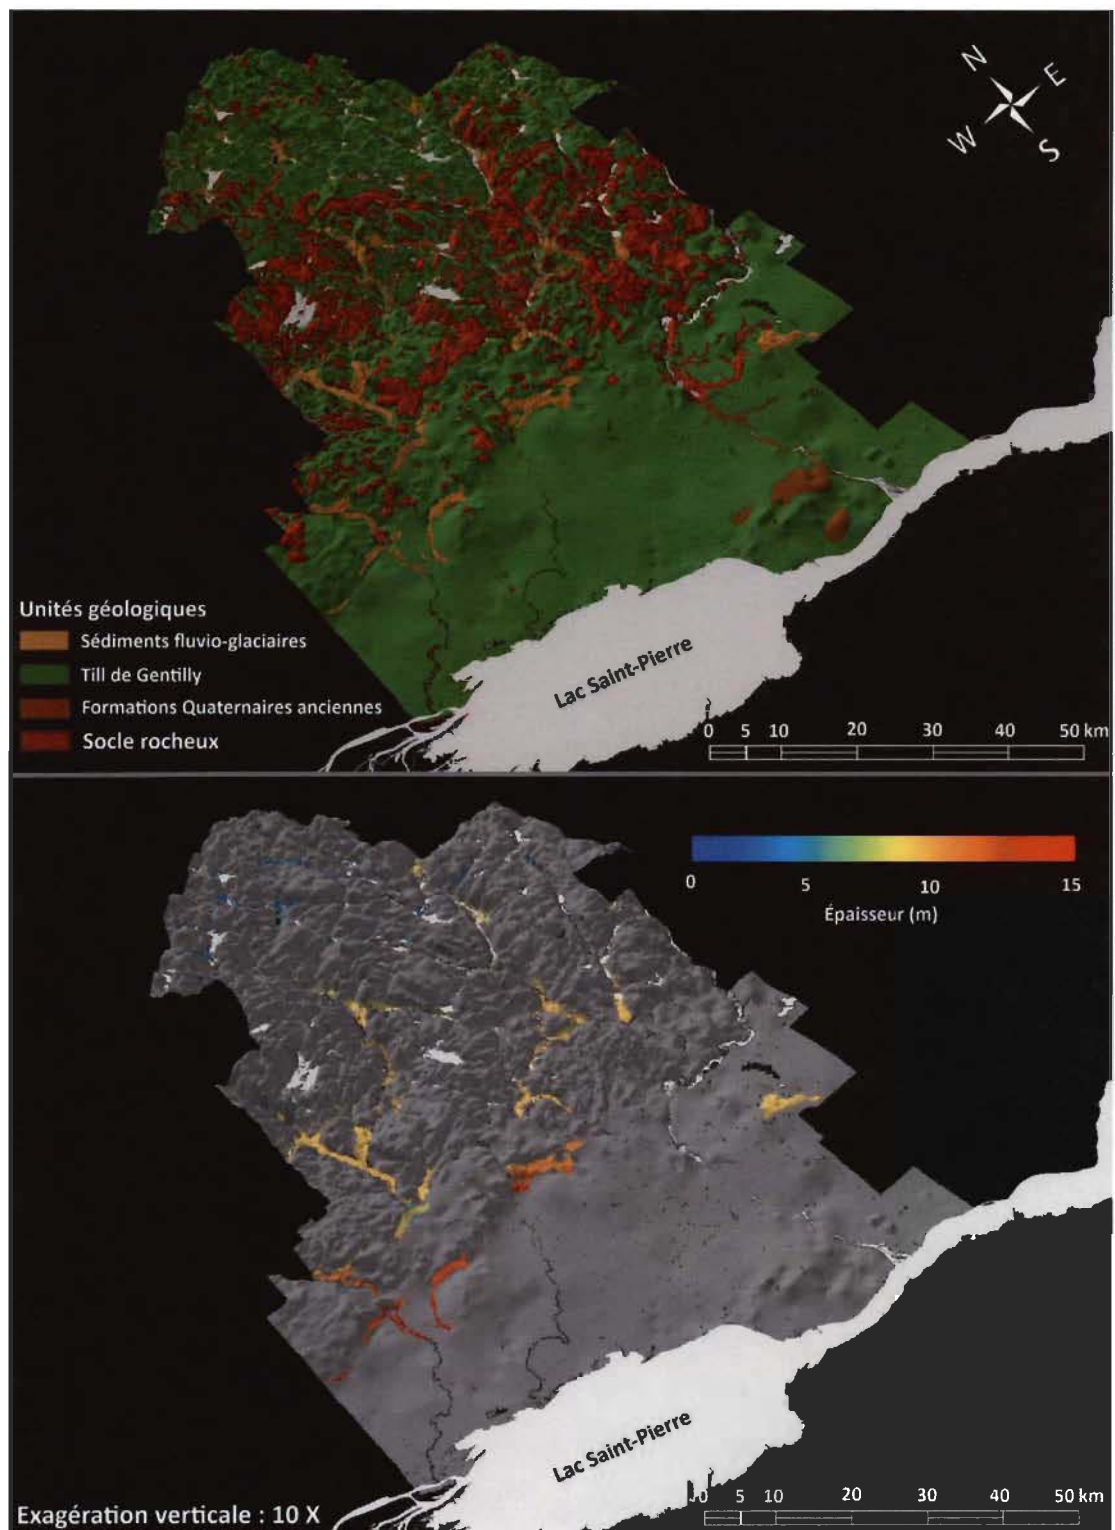 N
E
W
S
Unités géologiques
Sédiments fluvio-glaciaires
Till de Gentilly
Formations Quaternaires anciennes
Socle rocheux
Lac Saint-Pierre
0 5 10 20 30 40 50 km
0 5 10 15
Épaisseur (m)
Lac Saint-Pierre
Exagération verticale : 10 X
0 5 10 20 30 40 50 km